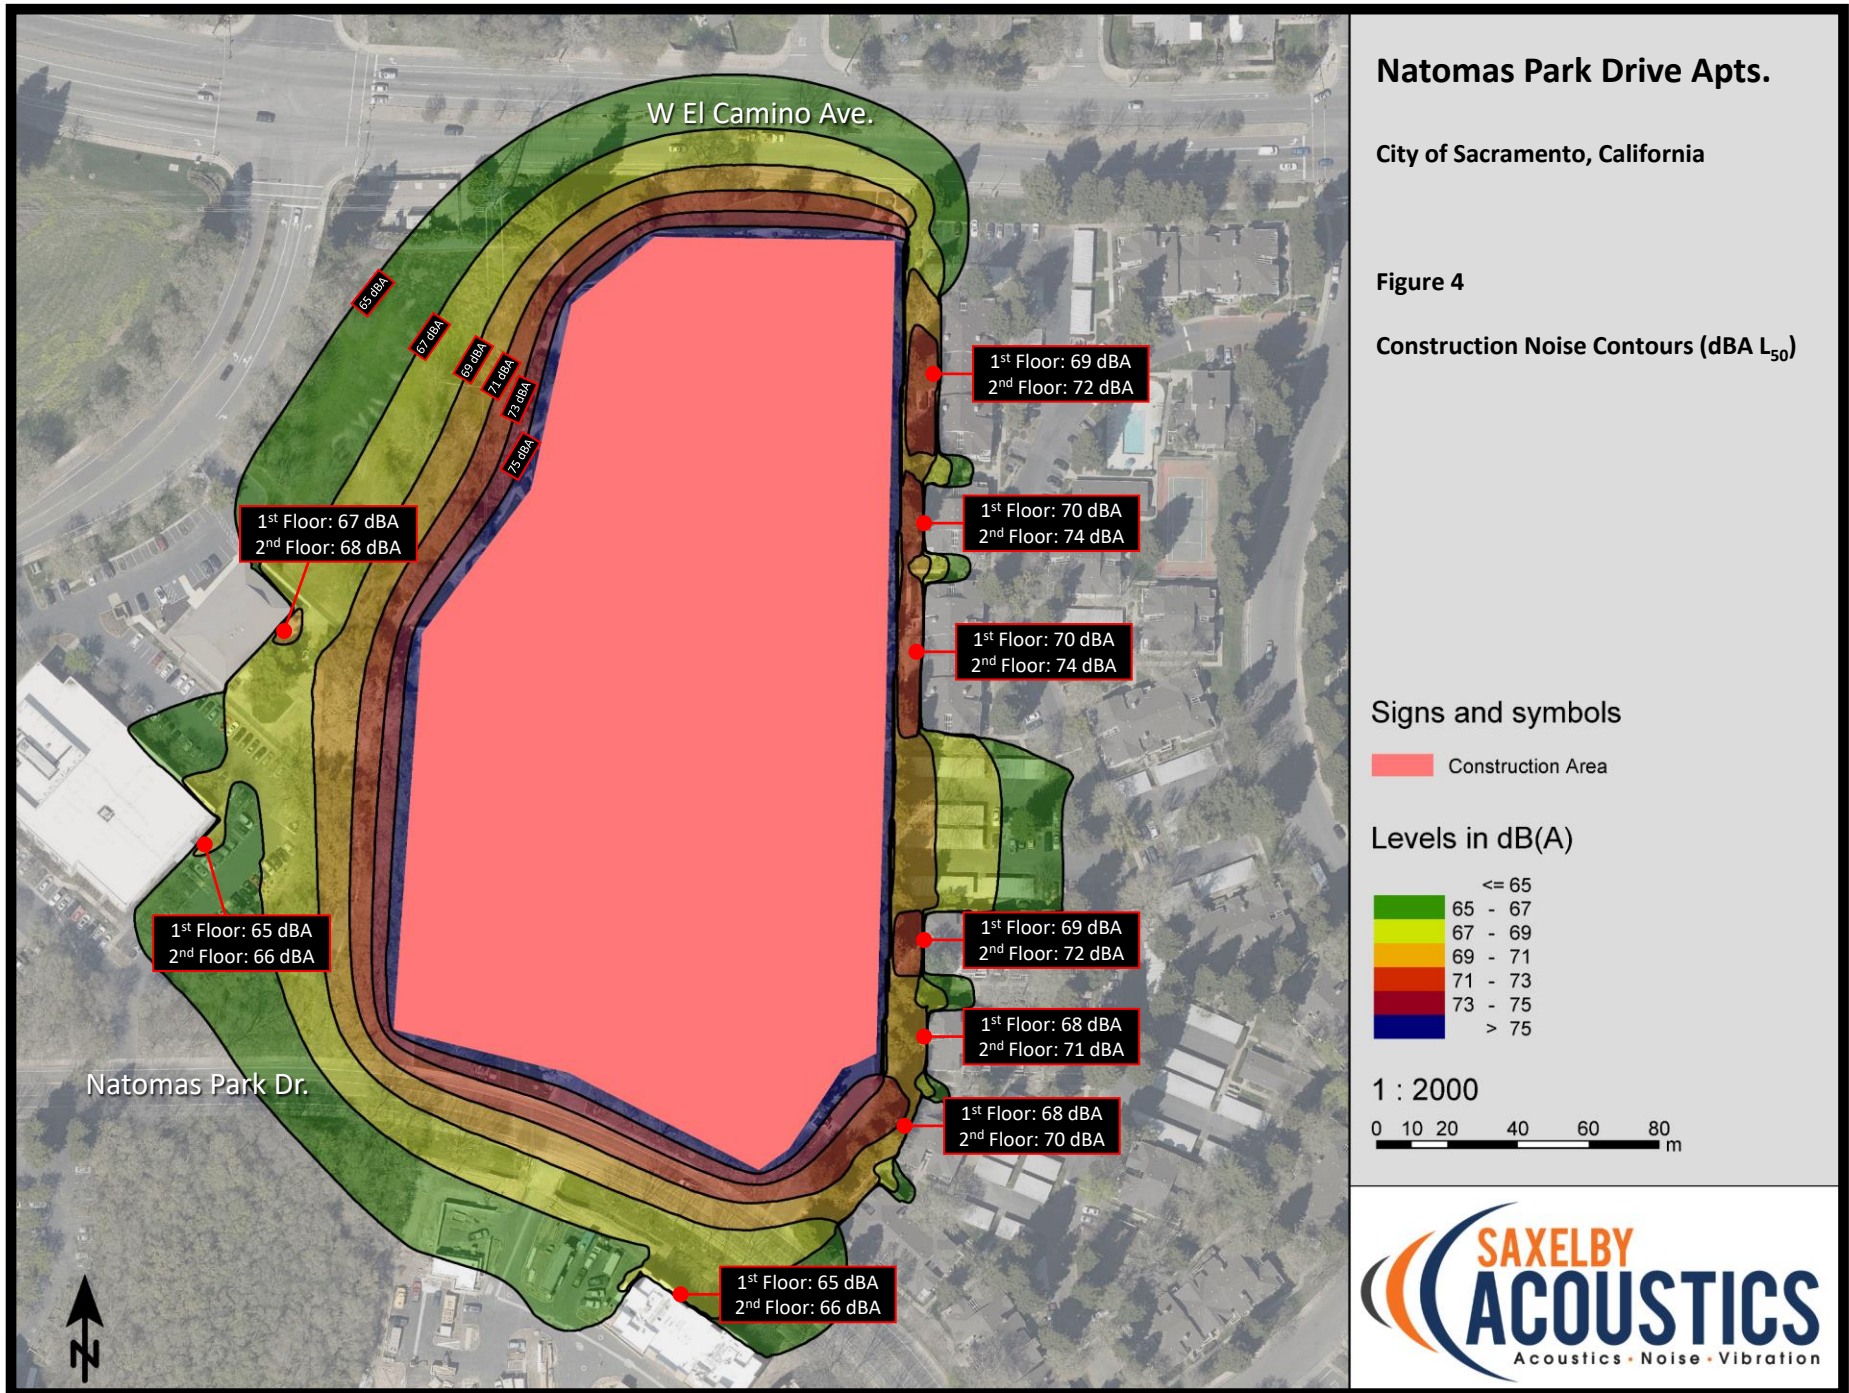 Natomas Park Drive Apts.
City of Sacramento, California
Figure 4
Construction Noise Contours (dBA L50)
W El Camino Ave.
65 dBA
67 dBA
69 dBA
71 dBA
73 dBA
75 dBA
1st Floor: 69 dBA
2nd Floor: 72 dBA
1st Floor: 67 dBA
2nd Floor: 68 dBA
1st Floor: 70 dBA
2nd Floor: 74 dBA
1st Floor: 70 dBA
2nd Floor: 74 dBA
1st Floor: 65 dBA
2nd Floor: 66 dBA
1st Floor: 69 dBA
2nd Floor: 72 dBA
1st Floor: 68 dBA
2nd Floor: 71 dBA
Natomas Park Dr.
1st Floor: 68 dBA
2nd Floor: 70 dBA
1st Floor: 65 dBA
2nd Floor: 66 dBA
N
Signs and symbols
Construction Area
Levels in dB(A)
<= 65
65 - 67
67 - 69
69 - 71
71 - 73
73 - 75
> 75
1 : 2000
0 10 20 40 60 80
m
SAXELBY
ACOUSTICS
Acoustics • Noise • Vibration